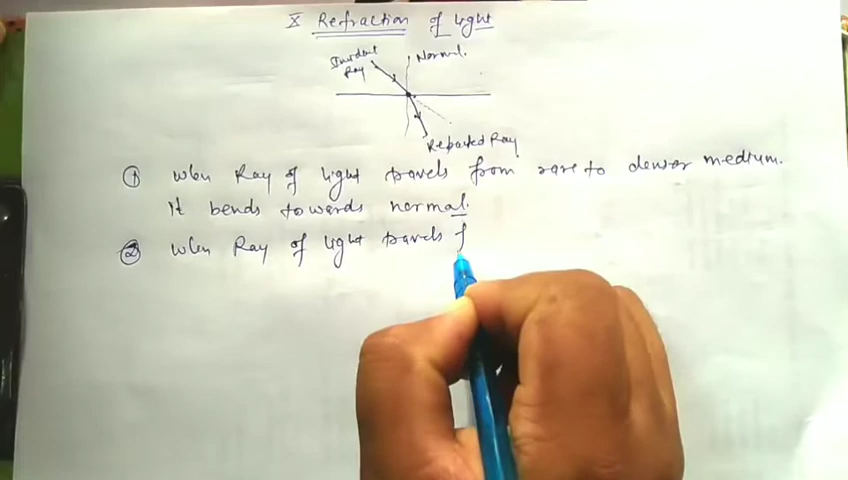 X Refraction of light
Incident
Ray
Normal.
Refracted Ray
① when Ray of light travels from rare to denser medium.
It bends towards normal.
② when Ray of light travels f